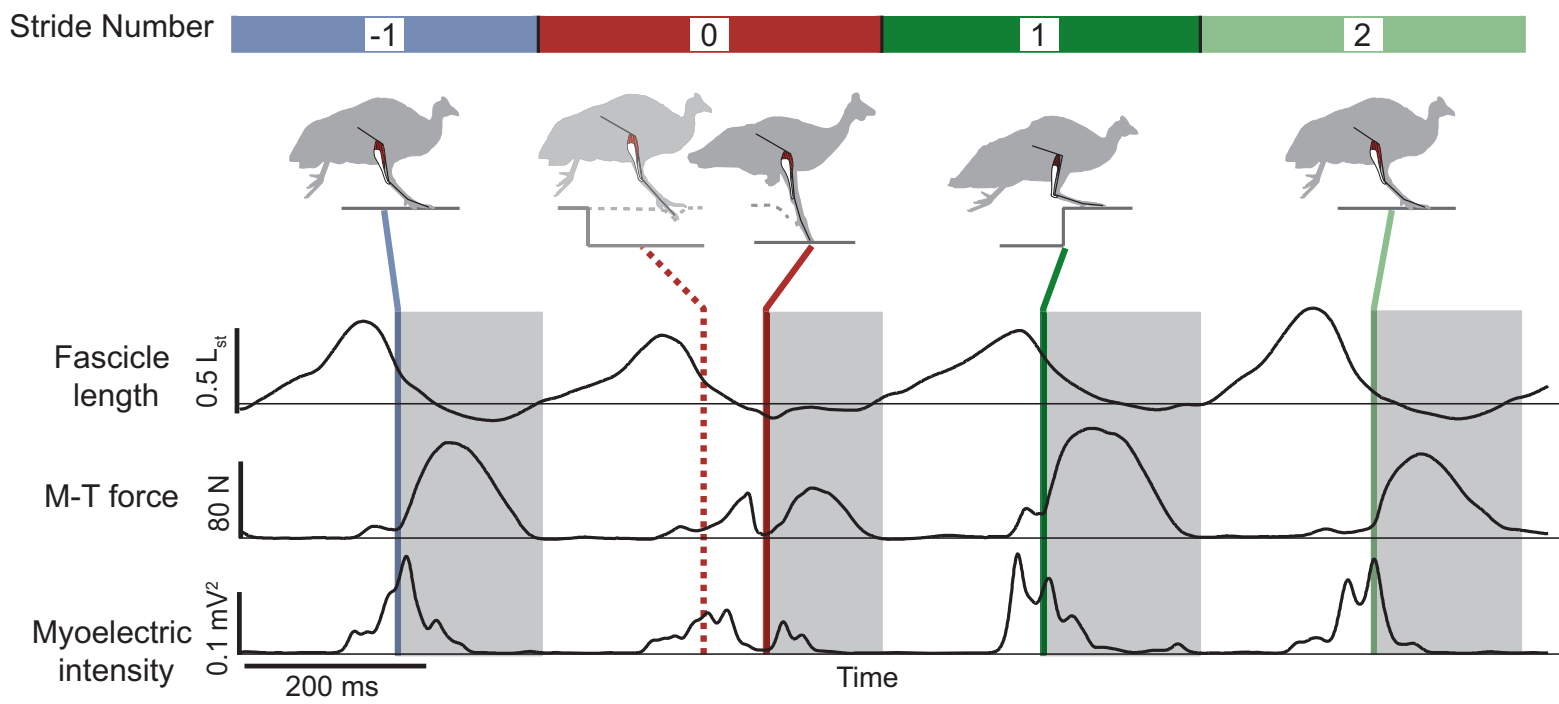 Stride Number
-1
0
1
2
Fascicle
length
0.5 Lst
M-T force
80 N
Myoelectric
intensity
0.1 mV²
200 ms
Time